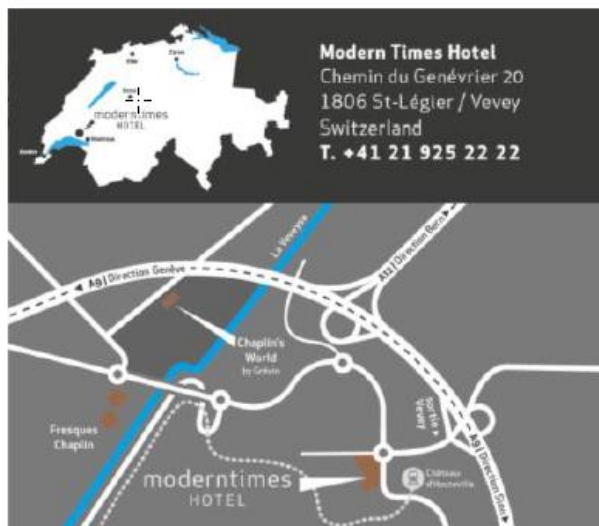 Modern Times Hotel
Chemin du Genévrier 20
1806 St-Légier / Vevey
Switzerland
T. +41 21 925 22 22
moderntimes
HOTEL
La Veveyse
A9 | Direction Genève
A12 | Direction Bern
Chaplin's
World
by Grévin
Fresques
Chaplin
sortie
Vevey
A9 | Direction Sion
moderntimes
HOTEL
Château
d'Hauteville